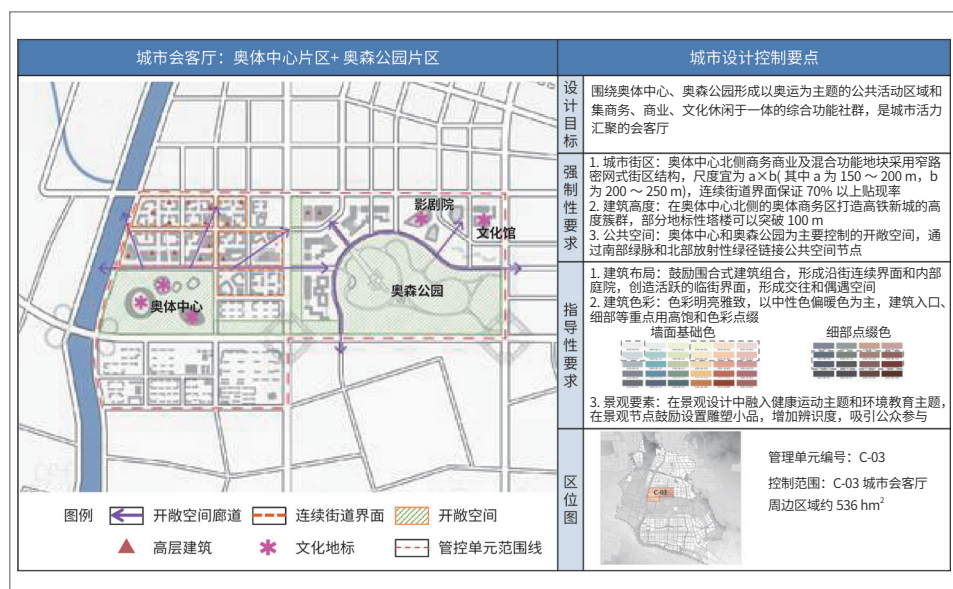 城市会客厅：奥体中心片区+ 奥森公园片区
城市设计控制要点
影剧院
文化馆
奥体中心
奥森公园
图例
开敞空间廊道
连续街道界面
开敞空间
高层建筑
文化地标
管控单元范围线
设计目标
围绕奥体中心、奥森公园形成以奥运为主题的公共活动区域和
集商务、商业、文化休闲于一体的综合功能社群，是城市活力
汇聚的会客厅
强制性要求
1. 城市街区：奥体中心北侧商务商业及混合功能地块采用窄路
密网式街区结构，尺度宜为 a×b( 其中 a 为 150 ～ 200 m，b
为 200 ～ 250 m)，连续街道界面保证 70% 以上贴现率
2. 建筑高度：在奥体中心北侧的奥体商务区打造高铁新城的高
度簇群，部分地标性塔楼可以突破 100 m
3. 公共空间：奥体中心和奥森公园为主要控制的开敞空间，通
过南部绿脉和北部放射性绿径链接公共空间节点
指导性要求
1. 建筑布局：鼓励围合式建筑组合，形成沿街连续界面和内部
庭院，创造活跃的临街界面，形成交往和偶遇空间
2. 建筑色彩：色彩明亮雅致，以中性色偏暖色为主，建筑入口、
细部等重点用高饱和色彩点缀
墙面基础色
细部点缀色
3. 景观要素：在景观设计中融入健康运动主题和环境教育主题，
在景观节点鼓励设置雕塑小品，增加辨识度，吸引公众参与
区位图
C-03
管理单元编号：C-03
控制范围：C-03 城市会客厅
周边区域约 536 hm²